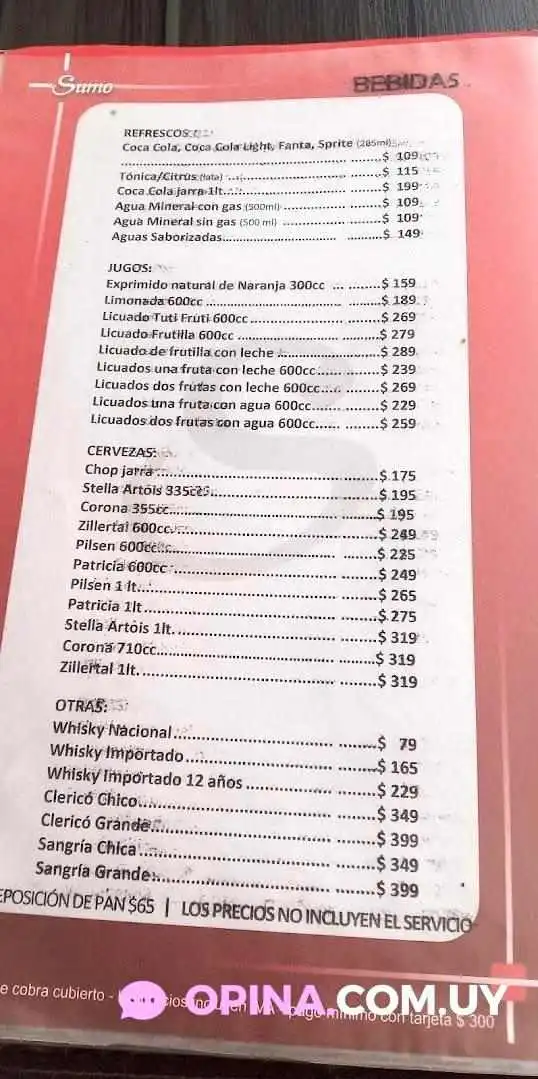 Sumo
BEBIDAS
REFRESCOS:
Coca Cola, Coca Cola Light, Fanta, Sprite (285ml)
$ 109
Tónica/Citrus (lata) $ 115
Coca Cola jarra 1lt. $ 199
Agua Mineral con gas (500ml) $ 109
Agua Mineral sin gas (500 ml) $ 109
Aguas Saborizadas $ 149
JUGOS:
Exprimido natural de Naranja 300cc $ 159
Limonada 600cc $ 189
Licuado Tuti Fruti 600cc $ 269
Licuado Frutilla 600cc $ 279
Licuado de frutilla con leche $ 289
Licuados una fruta con leche 600cc $ 239
Licuados dos frutas con leche 600cc $ 269
Licuados una fruta con agua 600cc $ 229
Licuados dos frutas con agua 600cc $ 259
CERVEZAS:
Chop jarra $ 175
Stella Artois 335cc $ 195
Corona 355cc $ 195
Zillertal 600cc $ 249
Pilsen 600cc $ 225
Patricia 600cc $ 249
Pilsen 1 lt. $ 265
Patricia 1lt. $ 275
Stella Artois 1lt. $ 319
Corona 710cc $ 319
Zillertal 1lt. $ 319
OTRAS:
Whisky Nacional $ 79
Whisky Importado $ 165
Whisky Importado 12 años $ 229
Clericó Chico $ 349
Clericó Grande $ 399
Sangría Chica $ 349
Sangría Grande $ 399
EPOSICIÓN DE PAN $65 | LOS PRECIOS NO INCLUYEN EL SERVICIO
e cobra cubierto - IVA - pago mínimo con tarjeta $ 300
OPINA.COM.UY